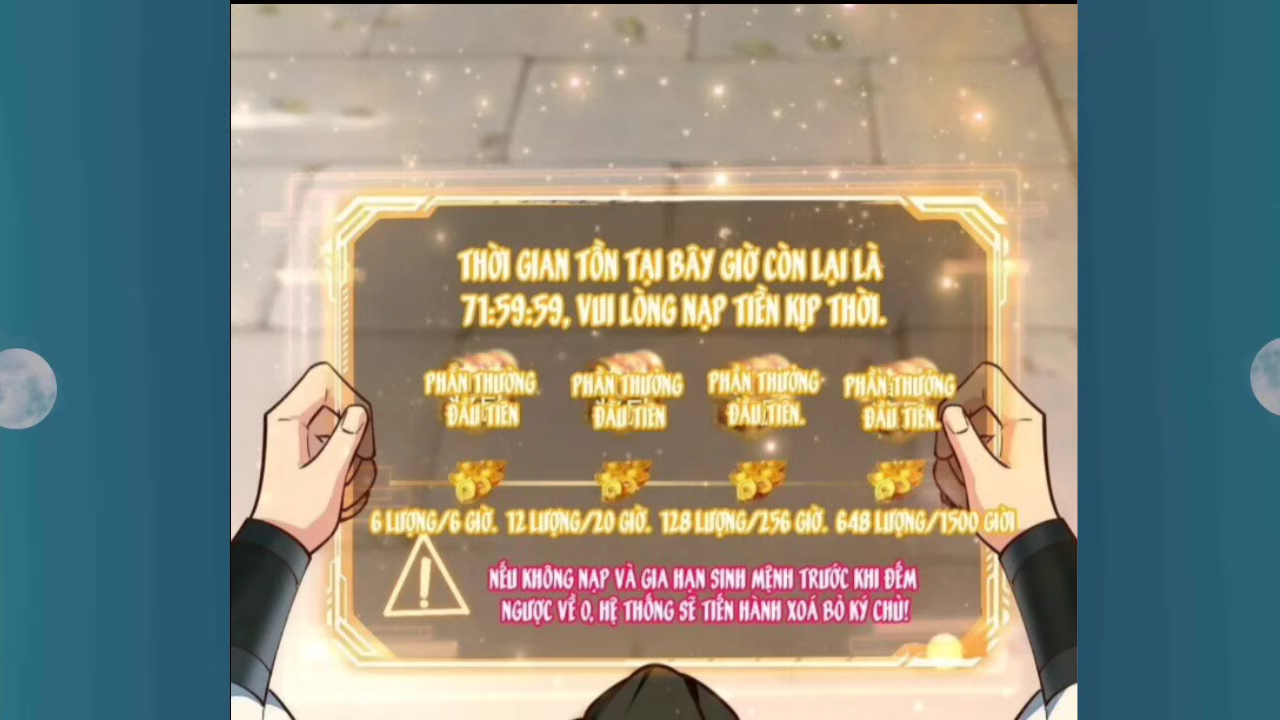 THỜI GIAN TỒN TẠI BÂY GIỜ CÒN LẠI LÀ
71:59:59, VUI LÒNG NẠP TIỀN KỊP THỜI.
PHẦN THƯỞNG PHẦN THƯỞNG PHẦN THƯỞNG PHẦN THƯỞNG
ĐẦU TIÊN ĐẦU TIÊN ĐẦU TIÊN. ĐẦU TIÊN.
6 LƯỢNG/6 GIỜ. 12 LƯỢNG/20 GIỜ. 128 LƯỢNG/256 GIỜ. 648 LƯỢNG/1500 GIỜI
NẾU KHÔNG NẠP VÀ GIA HẠN SINH MỆNH TRƯỚC KHI ĐẾM
NGƯỢC VỀ 0, HỆ THỐNG SẼ TIẾN HÀNH XOÁ BỎ KÝ CHỦ!